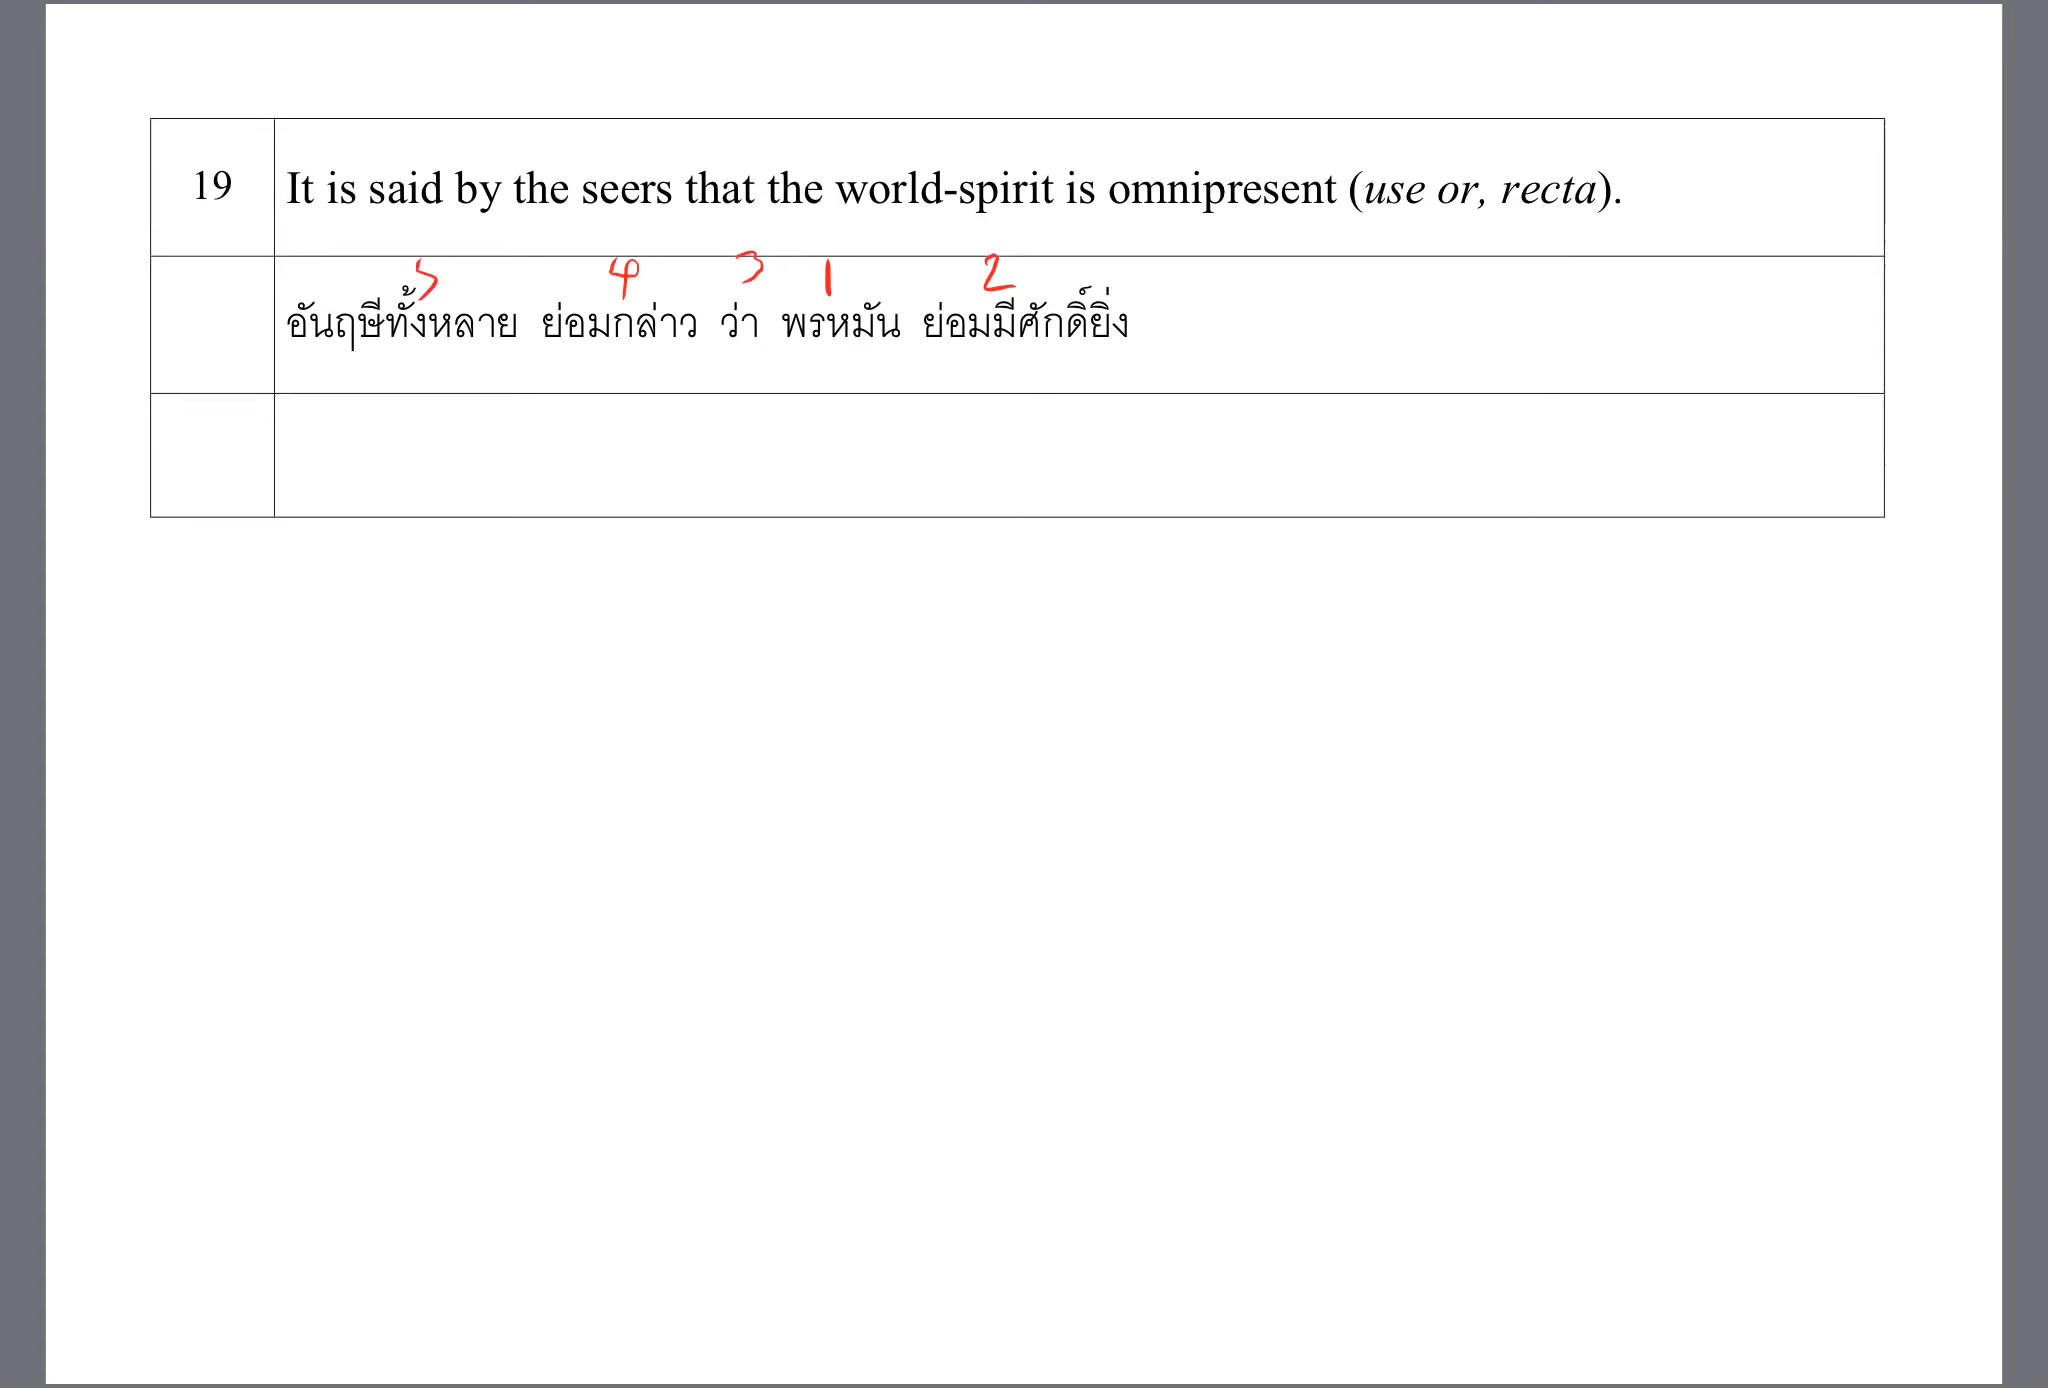 19 It is said by the seers that the world-spirit is omnipresent (use or, recta).
5 4 3 1 2
อันฤษีทั้งหลาย ย่อมกล่าว ว่า พรหมัน ย่อมมีศักดิ์ยิ่ง